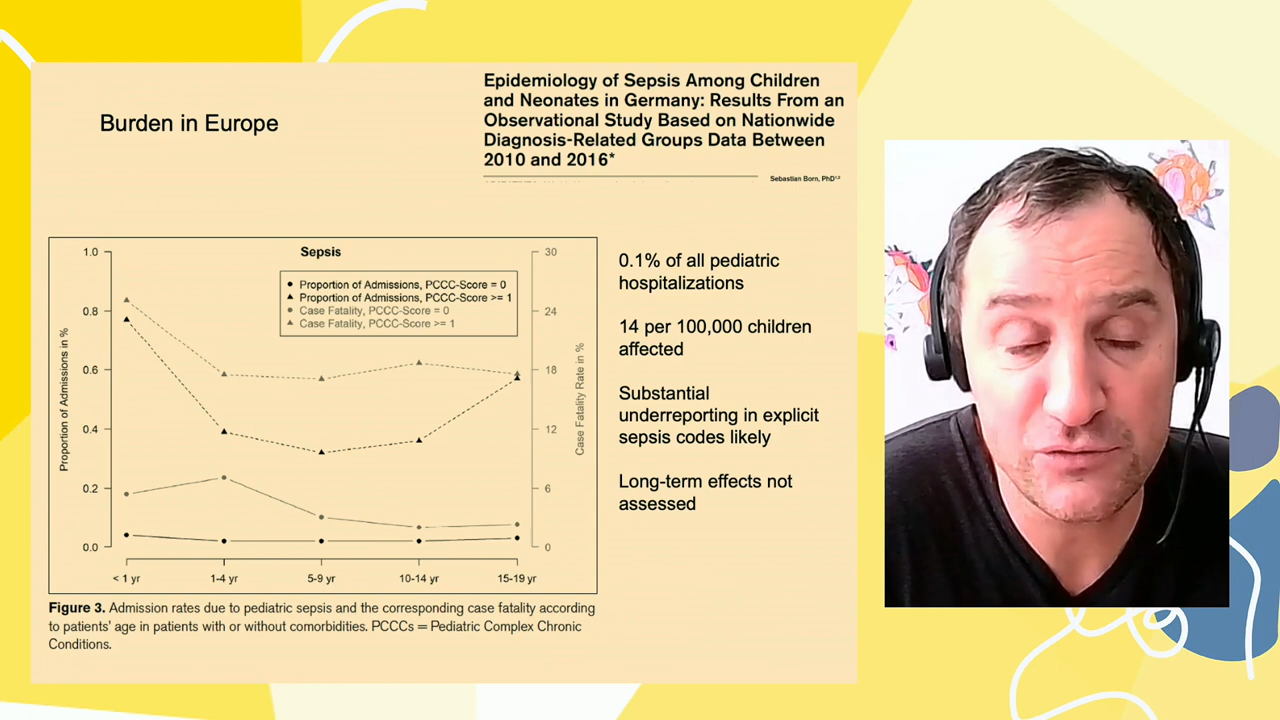 Burden in Europe
Epidemiology of Sepsis Among Children
and Neonates in Germany: Results From an
Observational Study Based on Nationwide
Diagnosis-Related Groups Data Between
2010 and 2016*
Sebastian Born, PhD1,2
Sepsis
Proportion of Admissions, PCCC-Score = 0
Proportion of Admissions, PCCC-Score >= 1
Case Fatality, PCCC-Score = 0
Case Fatality, PCCC-Score >= 1
Proportion of Admissions in %
1.0
0.8
0.6
0.4
0.2
0.0
30
24
18
12
6
0
Case Fatality Rate in %
< 1 yr
1-4 yr
5-9 yr
10-14 yr
15-19 yr
Figure 3. Admission rates due to pediatric sepsis and the corresponding case fatality according
to patients' age in patients with or without comorbidities. PCCCs = Pediatric Complex Chronic
Conditions.
0.1% of all pediatric
hospitalizations
14 per 100,000 children
affected
Substantial
underreporting in explicit
sepsis codes likely
Long-term effects not
assessed